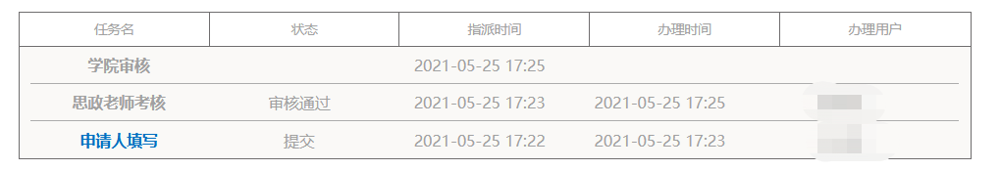 任务名 状态 指派时间 办理时间 办理用户
学院审核 2021-05-25 17:25
思政老师考核 审核通过 2021-05-25 17:23 2021-05-25 17:25
申请人填写 提交 2021-05-25 17:22 2021-05-25 17:23